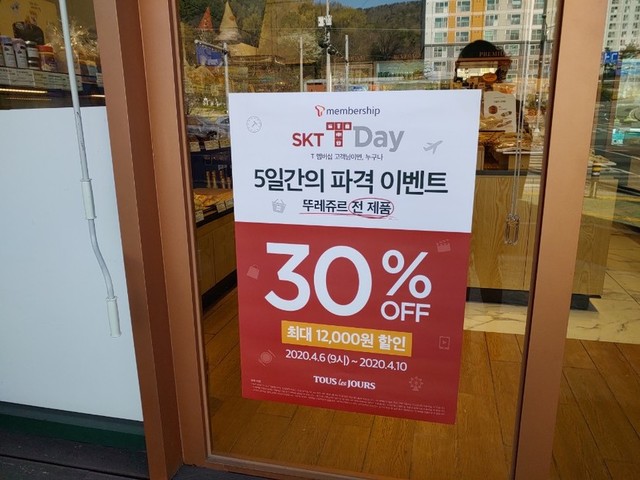 membership
SKT T Day
T 멤버십 고객님이면, 누구나
5일간의 파격 이벤트
뚜레쥬르 전 제품
30%
OFF
최대 12,000원 할인
2020.4.6 (9시) ~ 2020.4.10
TOUS les JOURS